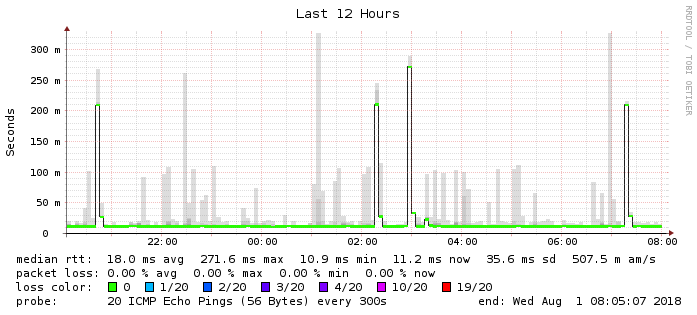 Last 12 Hours
RRDTOOL / TOBI OETIKER
Seconds
300 m
250 m
200 m
150 m
100 m
50 m
0
22:00 00:00 02:00 04:00 06:00 08:00
median rtt: 18.0 ms avg 271.6 ms max 10.9 ms min 11.2 ms now 35.6 ms sd 507.5 m am/s
packet loss: 0.00 % avg 0.00 % max 0.00 % min 0.00 % now
loss color: 0 1/20 2/20 3/20 4/20 10/20 19/20
probe: 20 ICMP Echo Pings (56 Bytes) every 300s end: Wed Aug 1 08:05:07 2018